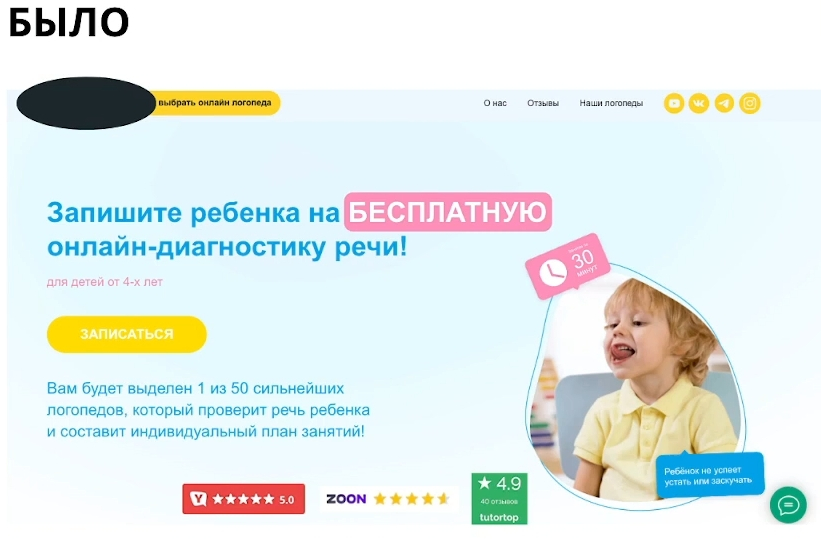 БЫЛО
выбрать онлайн логопеда
О нас
Отзывы
Наши логопеды
Запишите ребенка на БЕСПЛАТНУЮ
онлайн-диагностику речи!
30
минут
для детей от 4-х лет
ЗАПИСАТЬСЯ
Вам будет выделен 1 из 50 сильнейших
логопедов, который проверит речь ребенка
и составит индивидуальный план занятий!
Ребёнок не успеет
устать или заскучать
5.0
ZOON
4.9
40 отзывов
tutortop